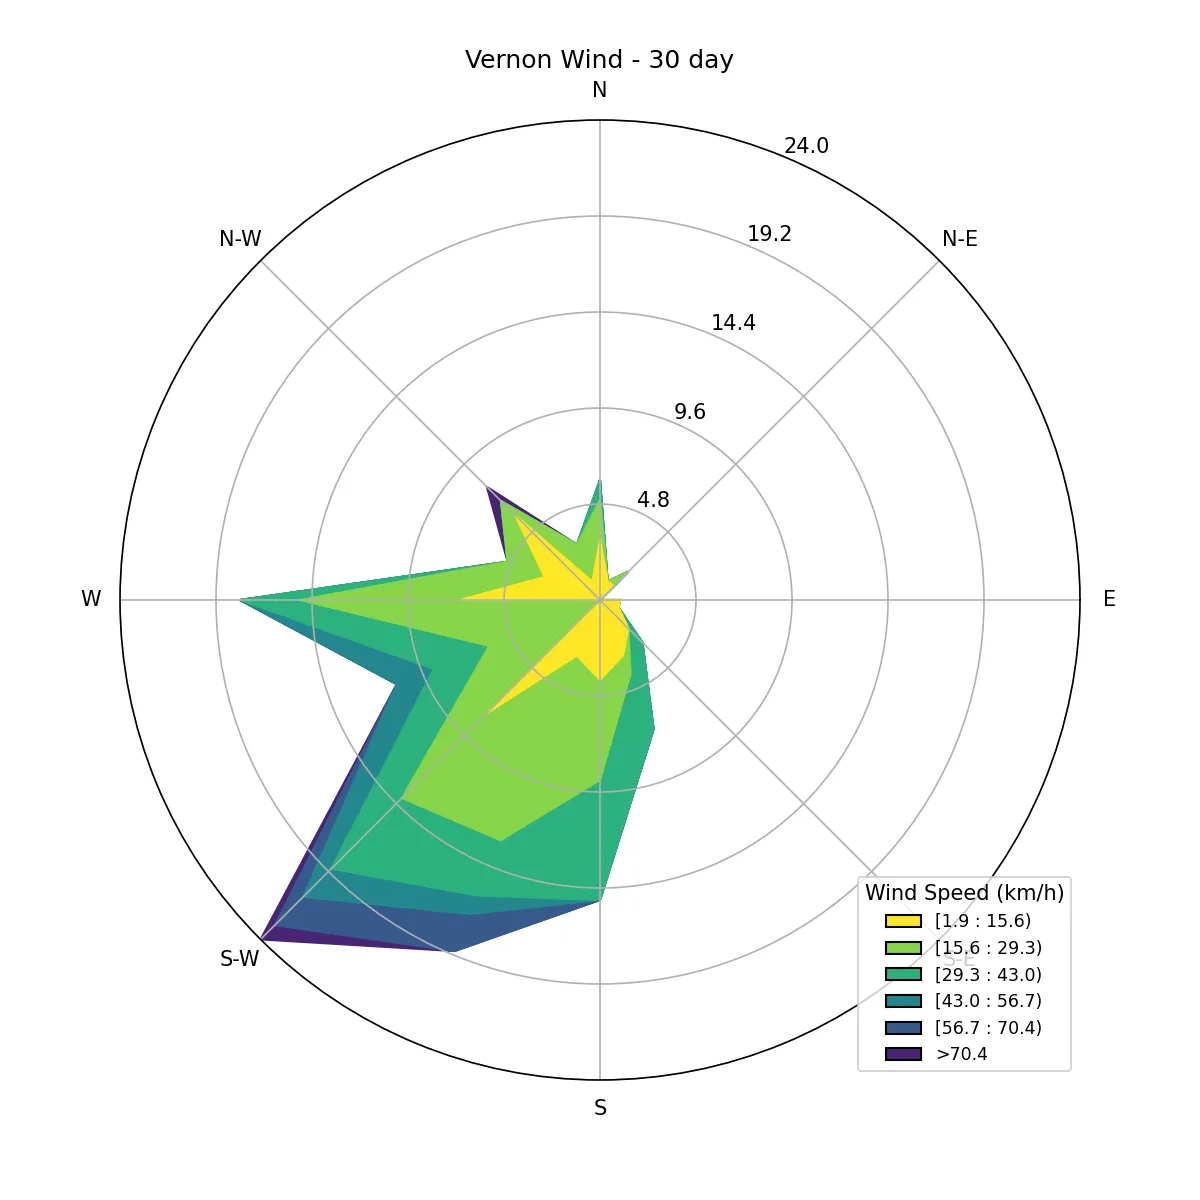 Vernon Wind - 30 day
N
24.0
N-W
19.2
N-E
14.4
9.6
4.8
W
E
S-W
S-E
S
Wind Speed (km/h)
[1.9 : 15.6)
[15.6 : 29.3)
[29.3 : 43.0)
[43.0 : 56.7)
[56.7 : 70.4)
>70.4